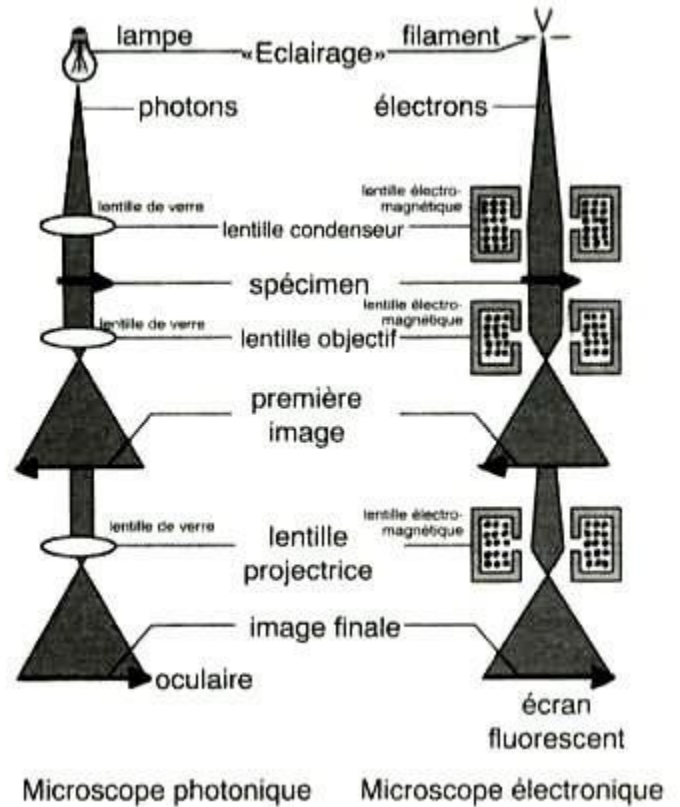 lampe
«Eclairage»
filament
photons
électrons
lentille de verre
lentille électro-
magnétique
lentille condenseur
spécimen
lentille de verre
lentille électro-
magnétique
lentille objectif
première
image
lentille de verre
lentille électro-
magnétique
lentille
projectrice
image finale
oculaire
écran
fluorescent
Microscope photonique
Microscope électronique